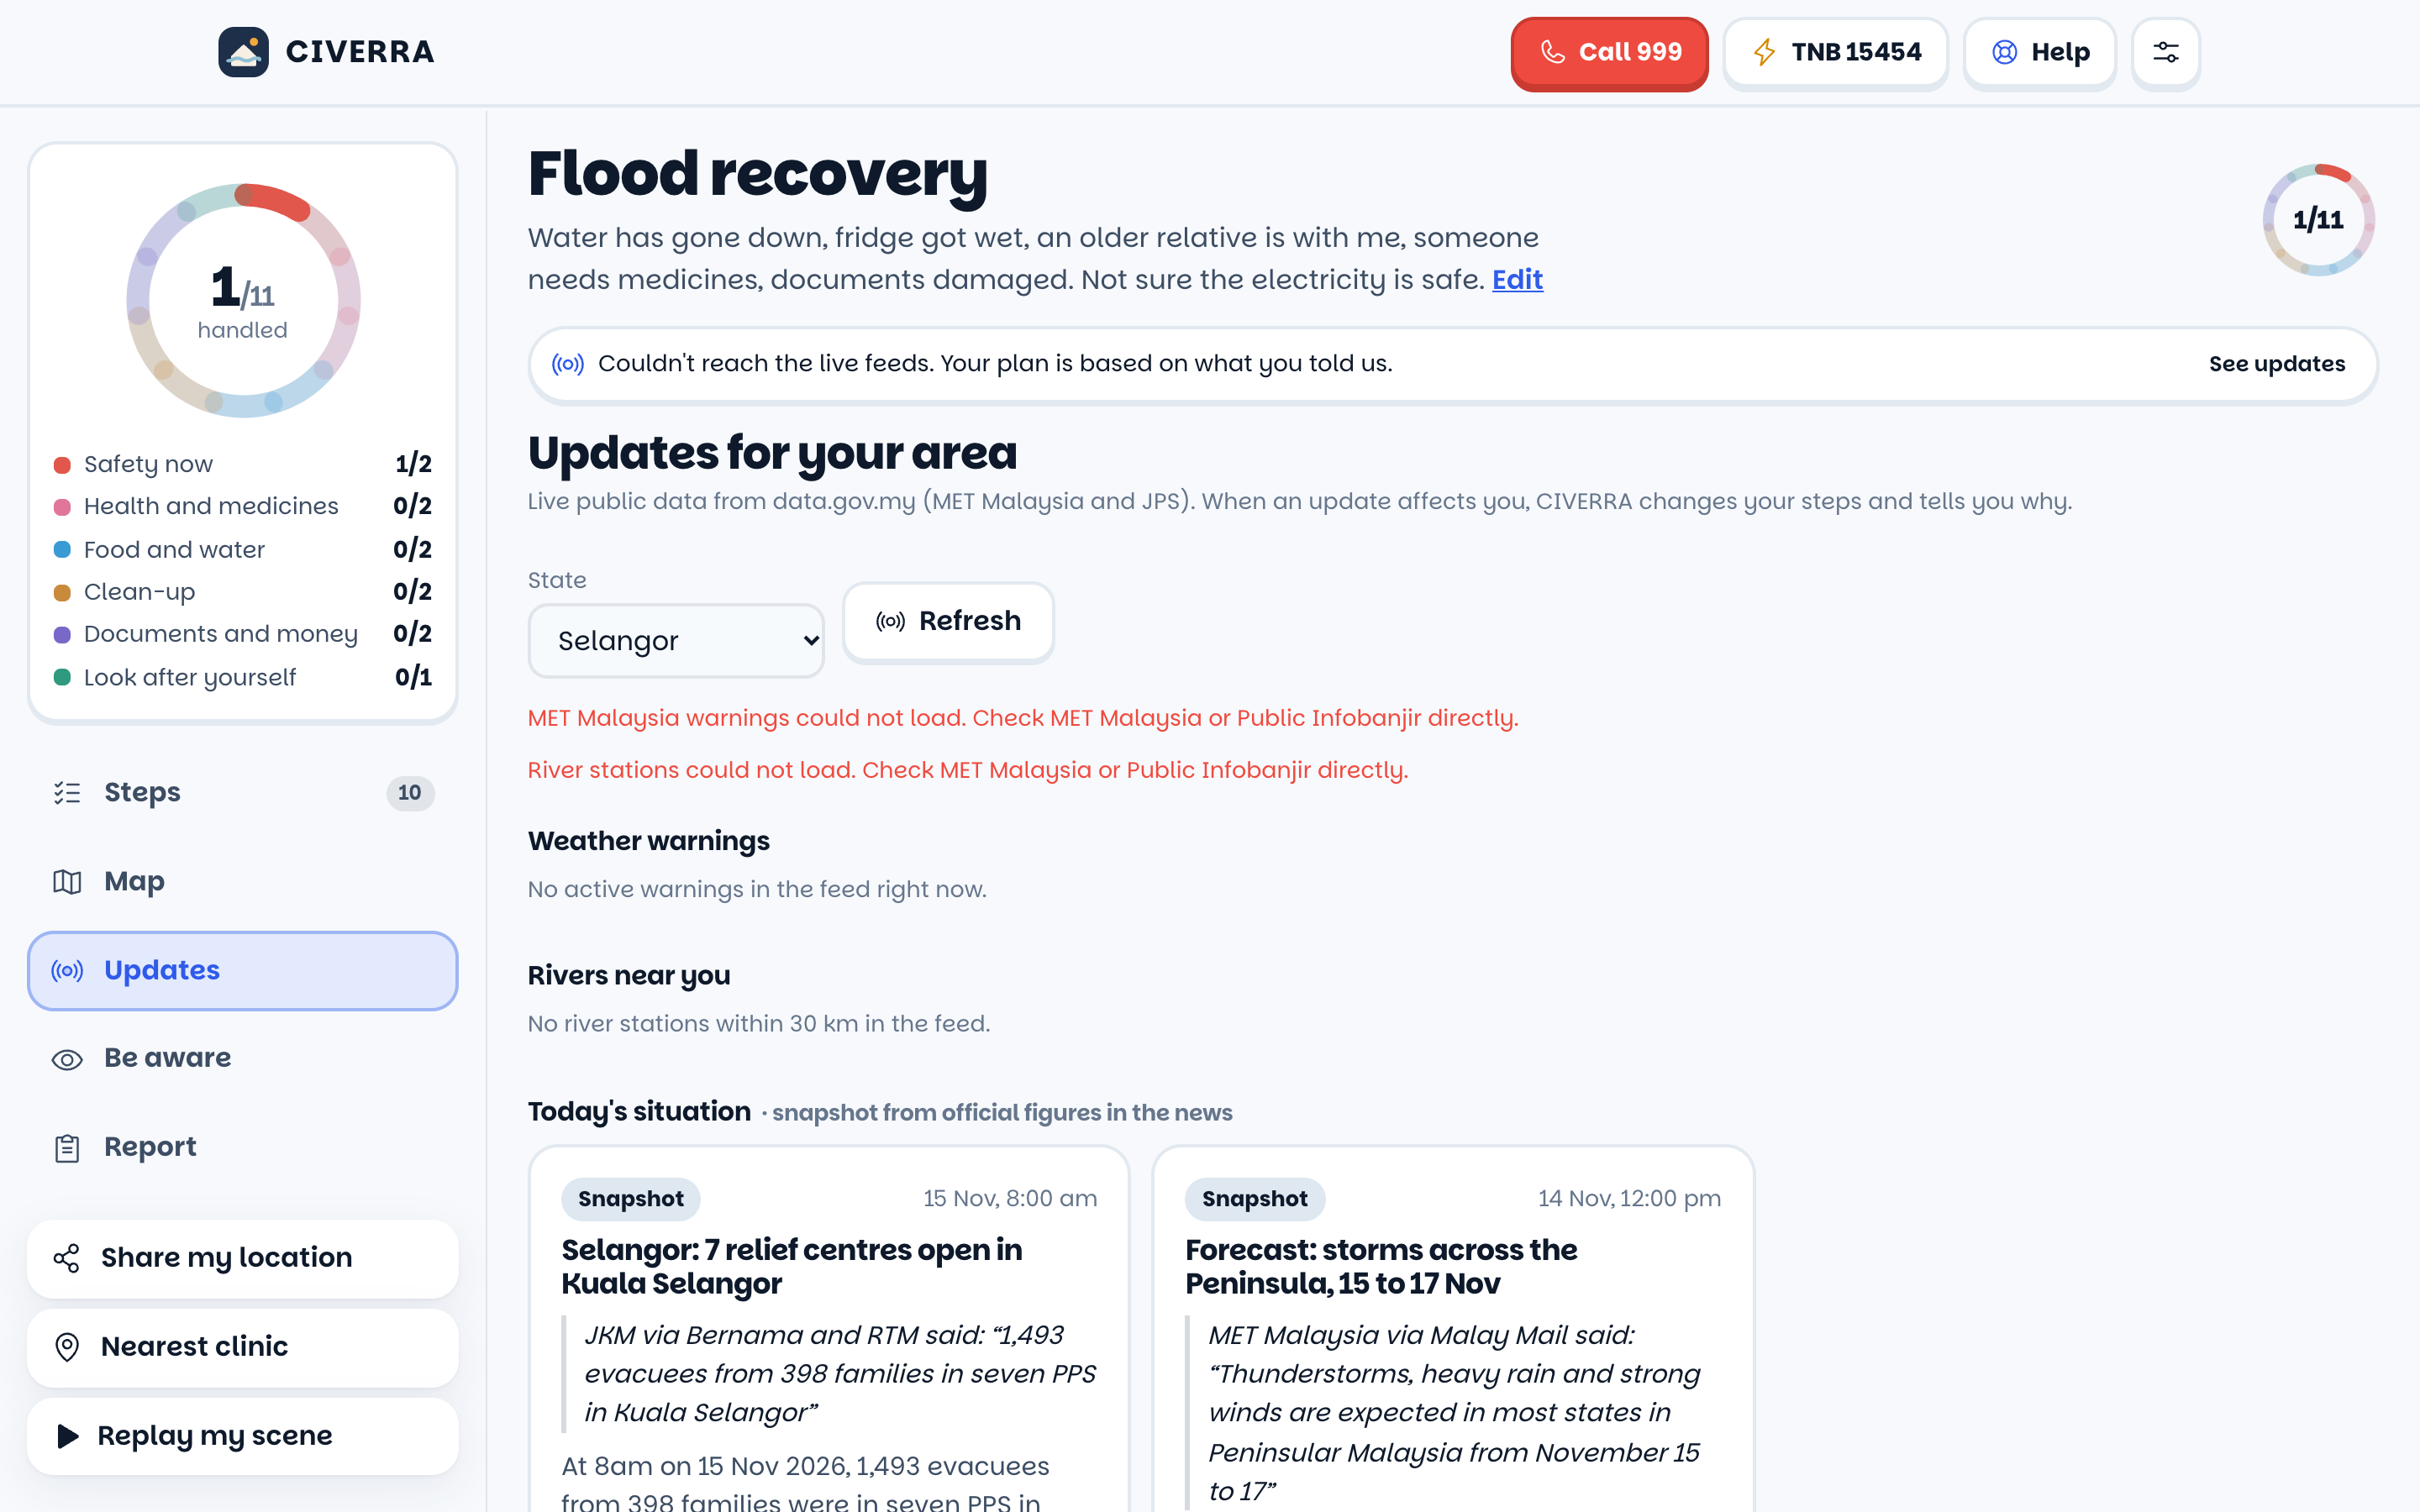 CIVERRA
Call 999
TNB 15454
Help
1/11
handled
Safety now 1/2
Health and medicines 0/2
Food and water 0/2
Clean-up 0/2
Documents and money 0/2
Look after yourself 0/1
Steps 10
Map
Updates
Be aware
Report
Share my location
Nearest clinic
Replay my scene
Flood recovery
Water has gone down, fridge got wet, an older relative is with me, someone
needs medicines, documents damaged. Not sure the electricity is safe. Edit
1/11
Couldn't reach the live feeds. Your plan is based on what you told us.
See updates
Updates for your area
Live public data from data.gov.my (MET Malaysia and JPS). When an update affects you, CIVERRA changes your steps and tells you why.
State
Selangor
Refresh
MET Malaysia warnings could not load. Check MET Malaysia or Public Infobanjir directly.
River stations could not load. Check MET Malaysia or Public Infobanjir directly.
Weather warnings
No active warnings in the feed right now.
Rivers near you
No river stations within 30 km in the feed.
Today's situation · snapshot from official figures in the news
Snapshot 15 Nov, 8:00 am
Selangor: 7 relief centres open in
Kuala Selangor
JKM via Bernama and RTM said: “1,493
evacuees from 398 families in seven PPS
in Kuala Selangor”
At 8am on 15 Nov 2026, 1,493 evacuees
from 398 families were in seven PPS in
Snapshot 14 Nov, 12:00 pm
Forecast: storms across the
Peninsula, 15 to 17 Nov
MET Malaysia via Malay Mail said:
“Thunderstorms, heavy rain and strong
winds are expected in most states in
Peninsular Malaysia from November 15
to 17”